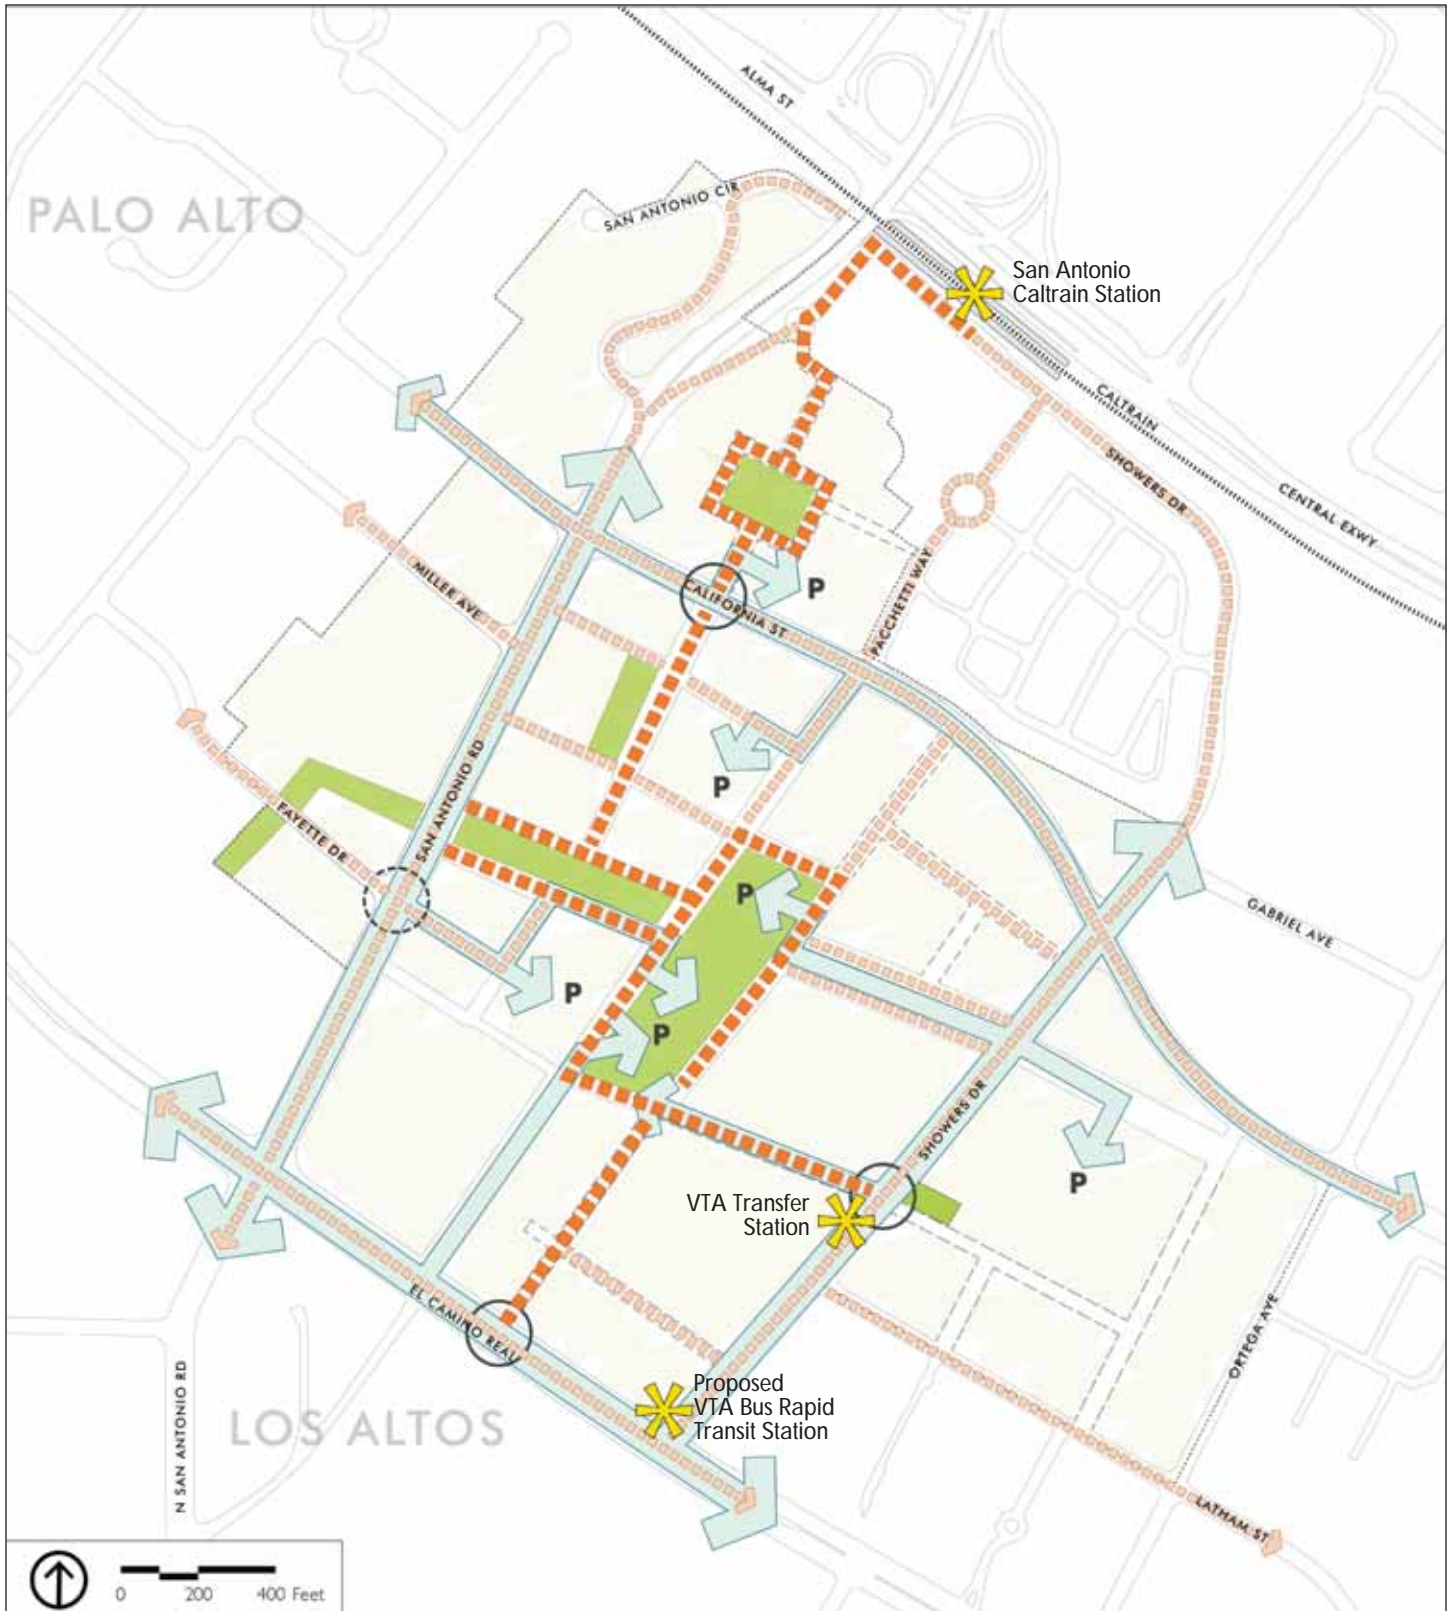 ALMA ST
PALO ALTO
SAN ANTONIO CIR
San Antonio
Caltrain Station
CALTRAIN
SHOWERS DR
CENTRAL EXWY
MILLER AVE
CALIFORNIA ST
P
PACCHETTI WAY
SAN ANTONIO RD
P
FAYETTE DR
P
GABRIEL AVE
P
P
SHOWERS DR
P
VTA Transfer
Station
EL CAMINO REAL
ORTEGA AVE
N SAN ANTONIO RD
LOS ALTOS
Proposed
VTA Bus Rapid
Transit Station
LATHAM ST
0 200 400 Feet